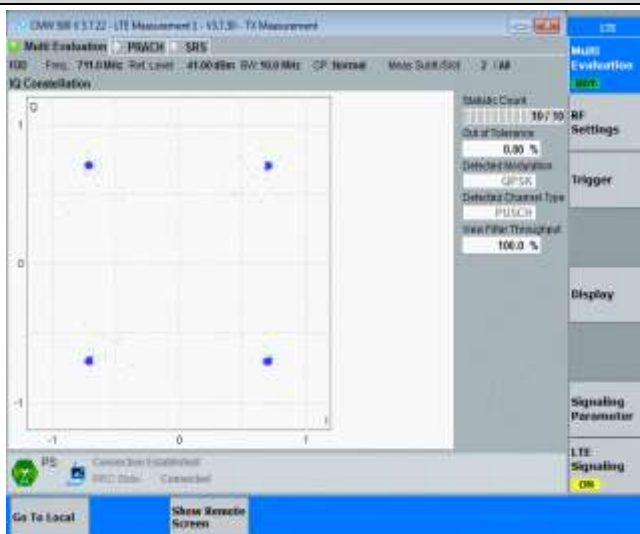 CMW 500 V 3.7.22 - LTE Measurement 1 - V3.7.30 - TX Measurement
Multi Evaluation PRACH SRS
FDD Freq.: 711.0 MHz Ref. Level: 41.00 dBm BW: 10.0 MHz CP: Normal Meas Subfr./Slot 2 / All
IQ Constellation
Q
1
0
-1
-1 0 1
I
Statistic Count
10 / 10
Out of Tolerance
0.00 %
Detected Modulation
QPSK
Detected Channel Type
PUSCH
View Filter Throughput
100.0 %
PS:
Connection Established
RRC State: Connected
Go To Local
Show Remote
Screen
LTE
Multi
Evaluation
RDY
RF
Settings
Trigger
Display
Signaling
Parameter
LTE
Signaling
ON